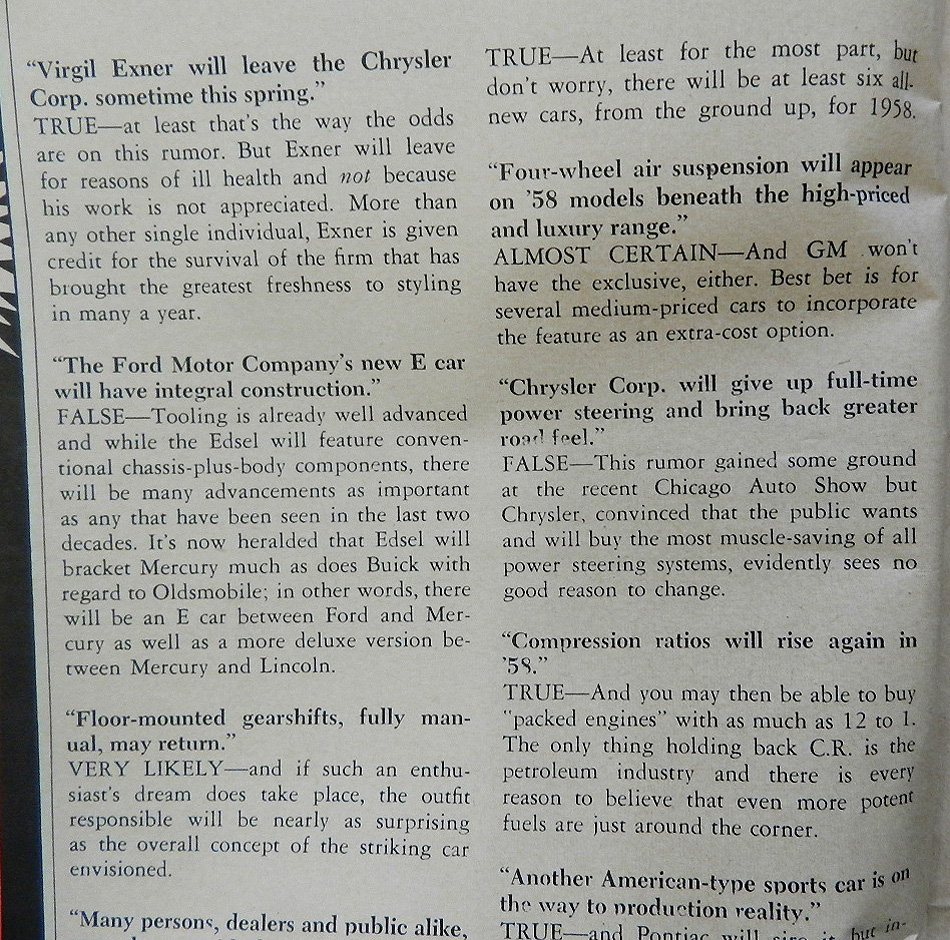 “Virgil Exner will leave the Chrysler
Corp. sometime this spring.”
TRUE—at least that's the way the odds
are on this rumor. But Exner will leave
for reasons of ill health and not because
his work is not appreciated. More than
any other single individual, Exner is given
credit for the survival of the firm that has
brought the greatest freshness to styling
in many a year.
“The Ford Motor Company's new E car
will have integral construction.”
FALSE—Tooling is already well advanced
and while the Edsel will feature conven-
tional chassis-plus-body components, there
will be many advancements as important
as any that have been seen in the last two
decades. It's now heralded that Edsel will
bracket Mercury much as does Buick with
regard to Oldsmobile; in other words, there
will be an E car between Ford and Mer-
cury as well as a more deluxe version be-
tween Mercury and Lincoln.
“Floor-mounted gearshifts, fully man-
ual, may return.”
VERY LIKELY—and if such an enthu-
siast's dream does take place, the outfit
responsible will be nearly as surprising
as the overall concept of the striking car
envisioned.
“Many persons, dealers and public alike,
TRUE—At least for the most part, but
don't worry, there will be at least six all-
new cars, from the ground up, for 1958.
“Four-wheel air suspension will appear
on '58 models beneath the high-priced
and luxury range.”
ALMOST CERTAIN—And GM won't
have the exclusive, either. Best bet is for
several medium-priced cars to incorporate
the feature as an extra-cost option.
“Chrysler Corp. will give up full-time
power steering and bring back greater
road feel.”
FALSE—This rumor gained some ground
at the recent Chicago Auto Show but
Chrysler, convinced that the public wants
and will buy the most muscle-saving of all
power steering systems, evidently sees no
good reason to change.
“Compression ratios will rise again in
'58.”
TRUE—And you may then be able to buy
“packed engines” with as much as 12 to 1.
The only thing holding back C.R. is the
petroleum industry and there is every
reason to believe that even more potent
fuels are just around the corner.
“Another American-type sports car is on
the way to production reality.”
TRUE—and Pontiac will give it, but in-